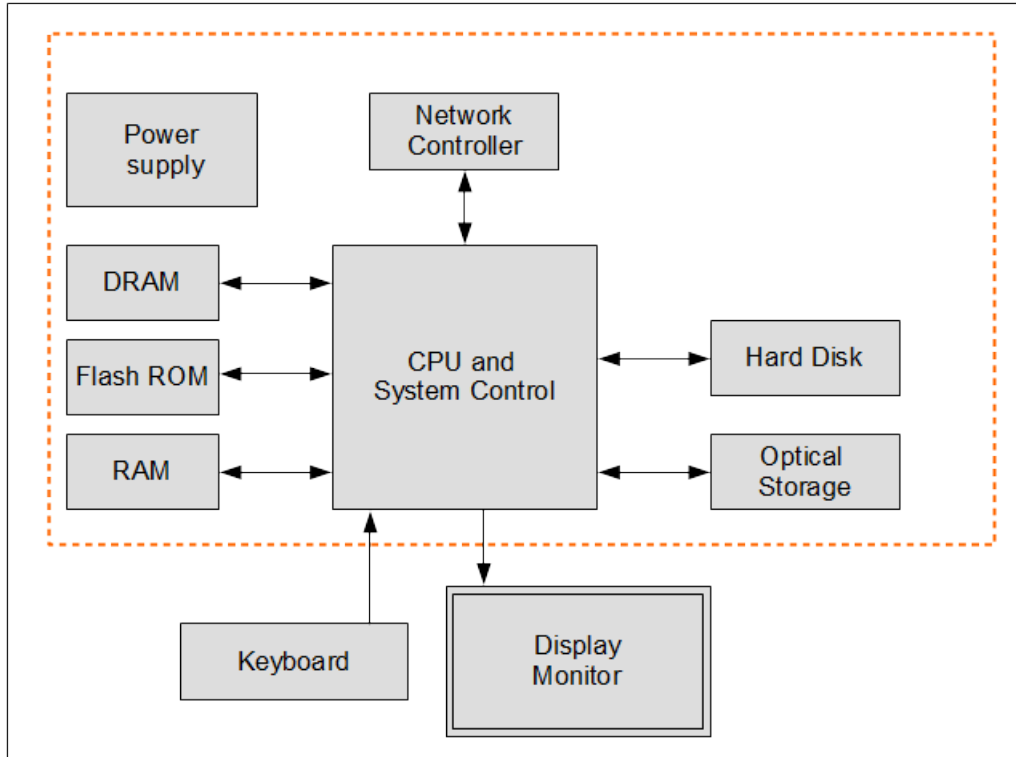 Power
supply
Network
Controller
DRAM
Flash ROM
RAM
CPU and
System Control
Hard Disk
Optical
Storage
Keyboard
Display
Monitor